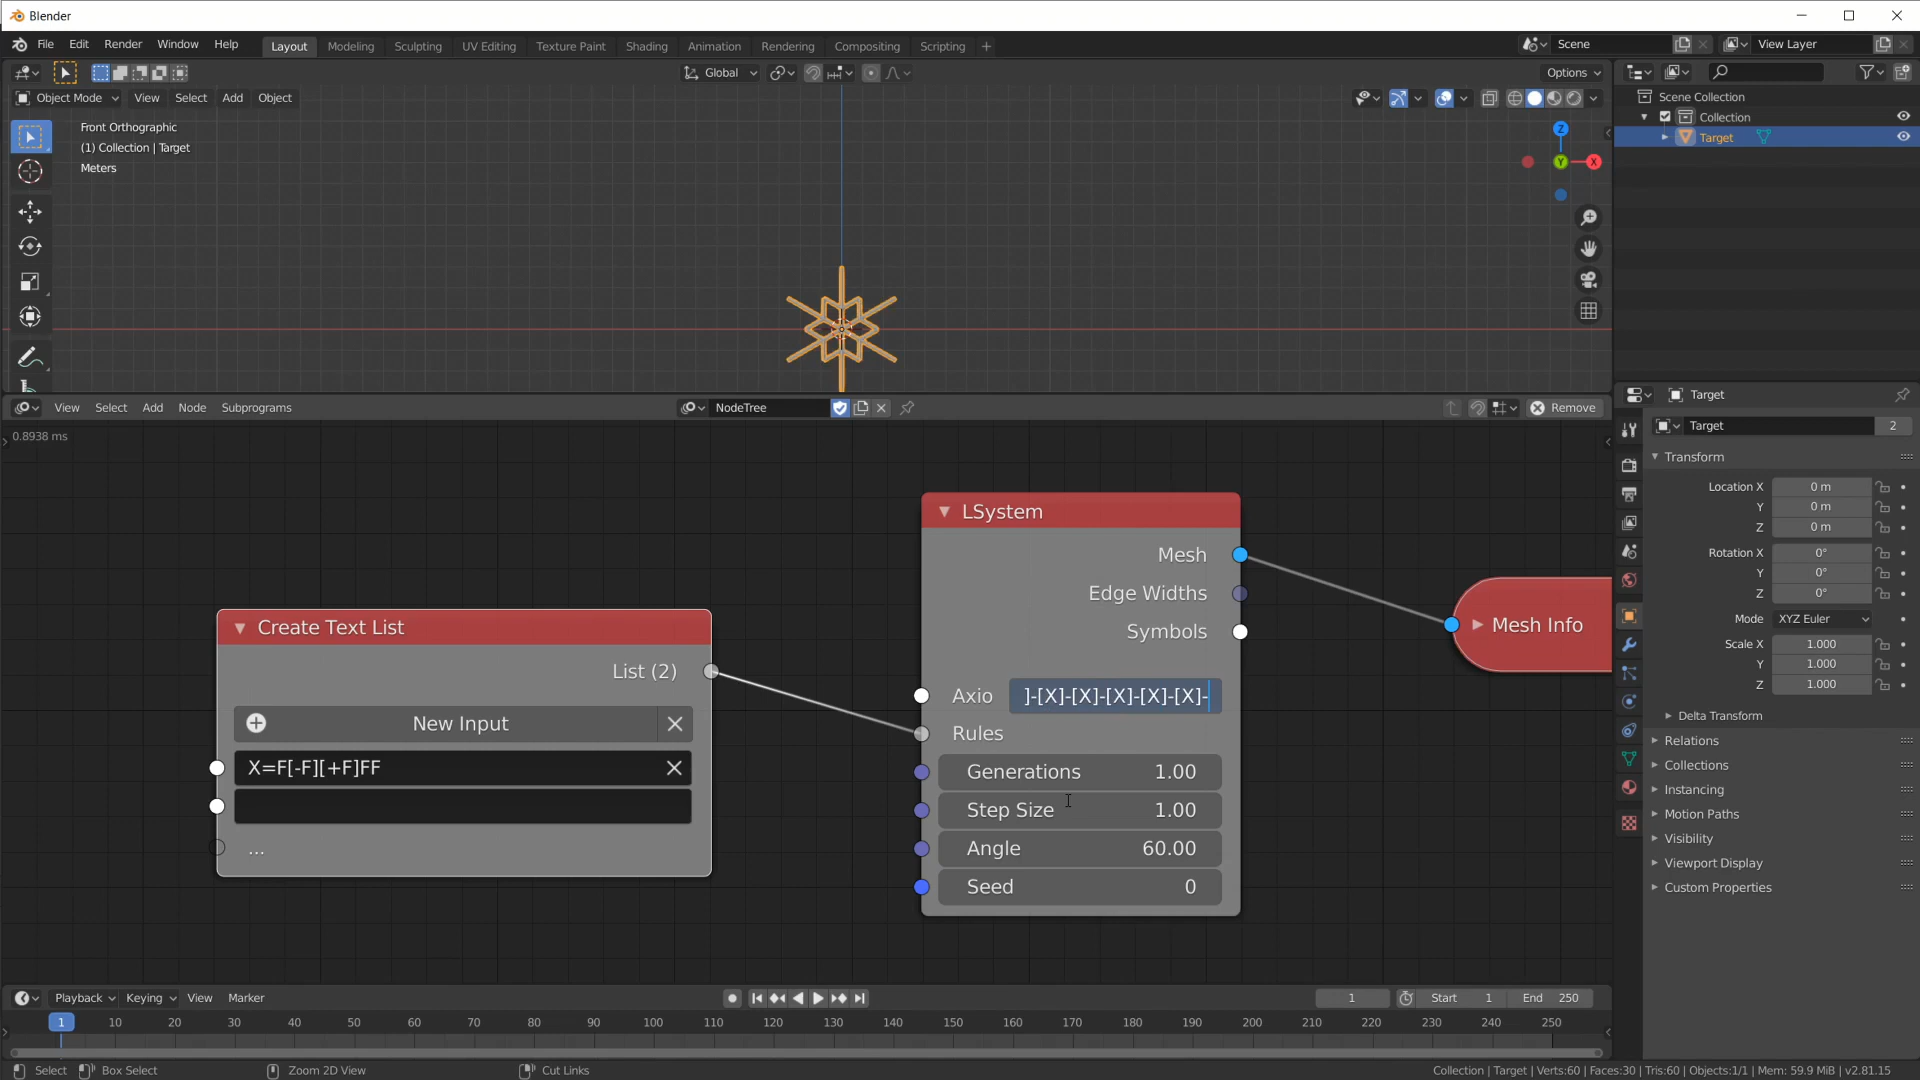 Blender
File Edit Render Window Help Layout Modeling Sculpting UV Editing Texture Paint Shading Animation Rendering Compositing Scripting + Scene View Layer
Global Options
Object Mode View Select Add Object
Front Orthographic
(1) Collection | Target
Meters
Z
Y
X
Scene Collection
Collection
Target
View Select Add Node Subprograms NodeTree Remove
0.8938 ms
Create Text List
List (2)
New Input
X=F[-F][+F]FF
...
LSystem
Mesh
Edge Widths
Symbols
Axio ]-[X]-[X]-[X]-[X]-[X]-
Rules
Generations 1.00
Step Size 1.00
Angle 60.00
Seed 0
Mesh Info
Target
Target 2
Transform
Location X 0 m
Y 0 m
Z 0 m
Rotation X 0°
Y 0°
Z 0°
Mode XYZ Euler
Scale X 1.000
Y 1.000
Z 1.000
Delta Transform
Relations
Collections
Instancing
Motion Paths
Visibility
Viewport Display
Custom Properties
Playback Keying View Marker 1 Start 1 End 250
1 10 20 30 40 50 60 70 80 90 100 110 120 130 140 150 160 170 180 190 200 210 220 230 240 250
Select Box Select Zoom 2D View Cut Links Collection | Target | Verts:60 | Faces:30 | Tris:60 | Objects:1/1 | Mem: 59.9 MiB | v2.81.15